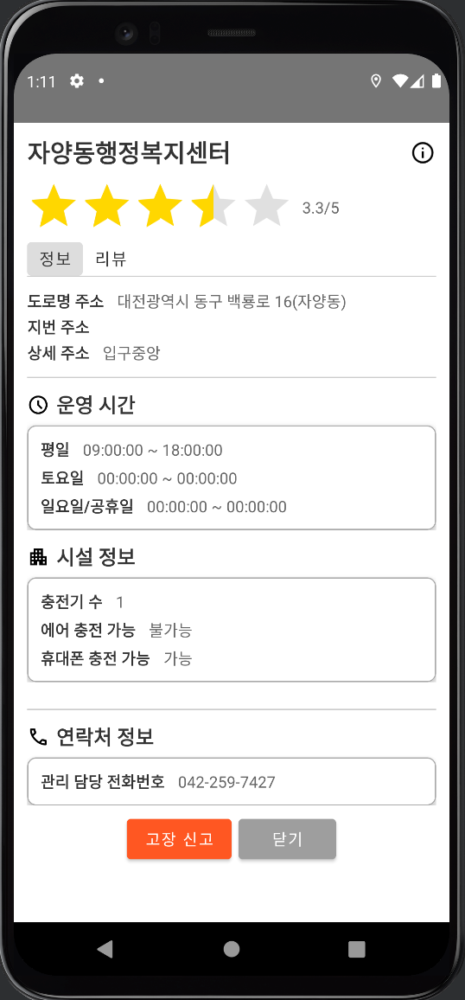 1:11
자양동행정복지센터
3.3/5
정보 리뷰
도로명 주소 대전광역시 동구 백룡로 16(자양동)
지번 주소
상세 주소 입구중앙
운영 시간
평일 09:00:00 ~ 18:00:00
토요일 00:00:00 ~ 00:00:00
일요일/공휴일 00:00:00 ~ 00:00:00
시설 정보
충전기 수 1
에어 충전 가능 불가능
휴대폰 충전 가능 가능
연락처 정보
관리 담당 전화번호 042-259-7427
고장 신고 닫기